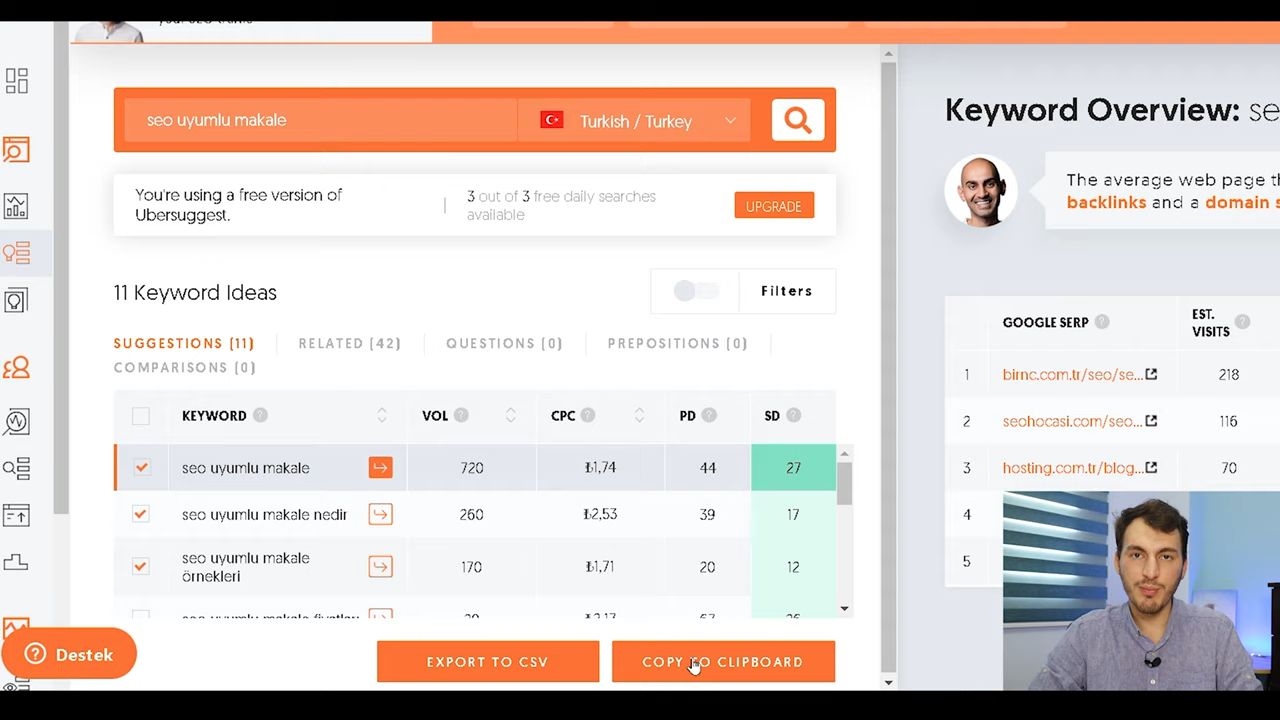 seo uyumlu makale
Turkish / Turkey
You're using a free version of
Ubersuggest.
3 out of 3 free daily searches
available
UPGRADE
11 Keyword Ideas
Filters
SUGGESTIONS (11)
RELATED (42)
QUESTIONS (0)
PREPOSITIONS (0)
COMPARISONS (0)
KEYWORD ? VOL ? CPC ? PD ? SD ?
seo uyumlu makale 720 ₺1,74 44 27
seo uyumlu makale nedir 260 ₺2,53 39 17
seo uyumlu makale
örnekleri 170 ₺1,71 20 12
EXPORT TO CSV
COPY TO CLIPBOARD
? Destek
Keyword Overview: se
The average web page th
backlinks and a domain s
GOOGLE SERP ? EST.
VISITS ?
1 birnc.com.tr/seo/se... 218
2 seohocasi.com/seo... 116
3 hosting.com.tr/blog... 70
4
5